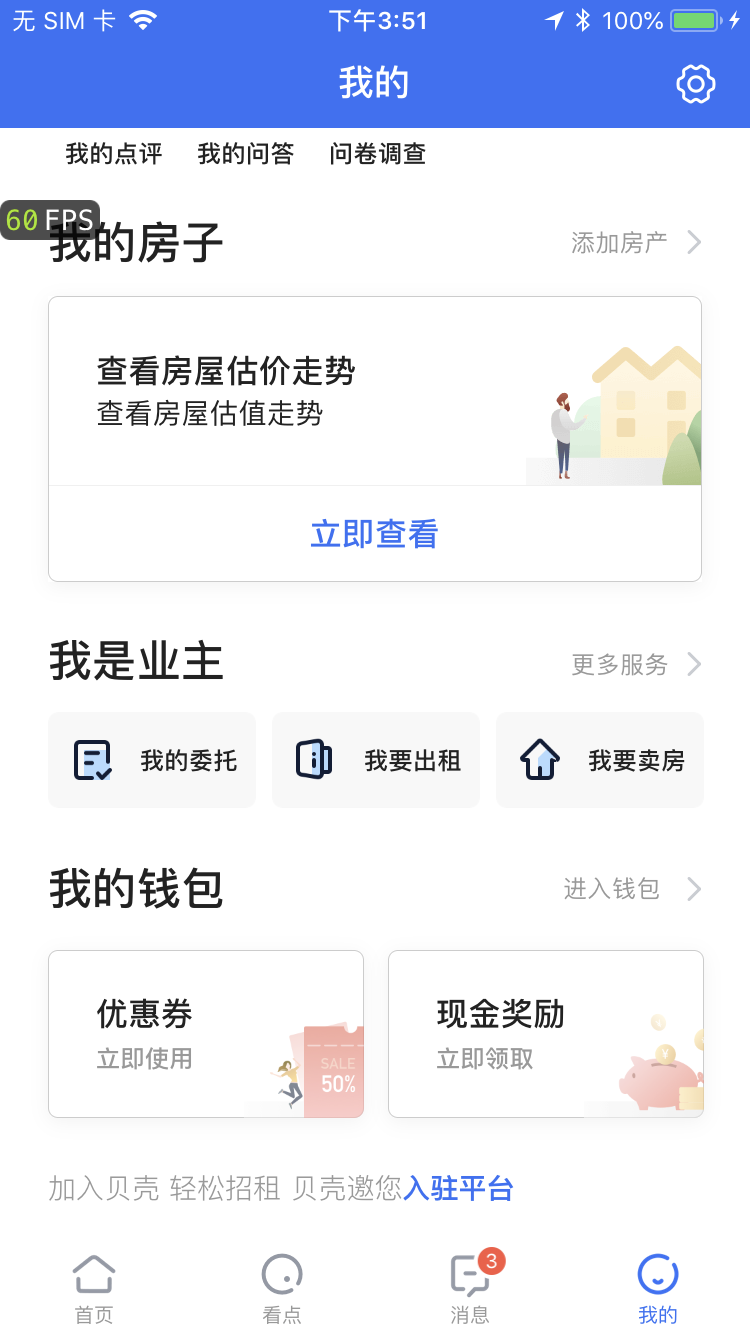 无 SIM 卡 下午3:51 100%
我的
我的点评 我的问答 问卷调查
60 FPS
我的房子 添加房产
查看房屋估价走势
查看房屋估值走势
立即查看
我是业主 更多服务
我的委托 我要出租 我要卖房
我的钱包 进入钱包
优惠券 现金奖励
立即使用 立即领取
SALE
50%
¥
加入贝壳 轻松招租 贝壳邀您入驻平台
3
首页 看点 消息 我的